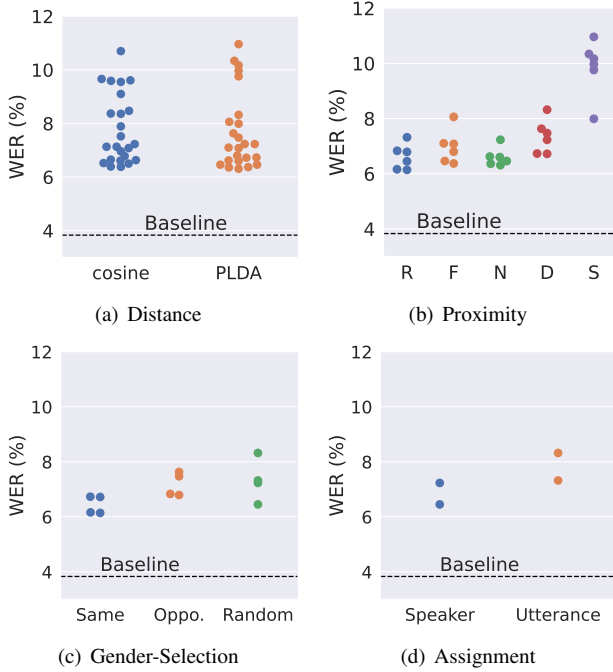 12
10
8
6
4
WER (%)
Baseline
cosine PLDA
(a) Distance
12
10
8
6
4
WER (%)
Baseline
R F N D S
(b) Proximity
12
10
8
6
4
WER (%)
Baseline
Same Oppo. Random
(c) Gender-Selection
12
10
8
6
4
WER (%)
Baseline
Speaker Utterance
(d) Assignment